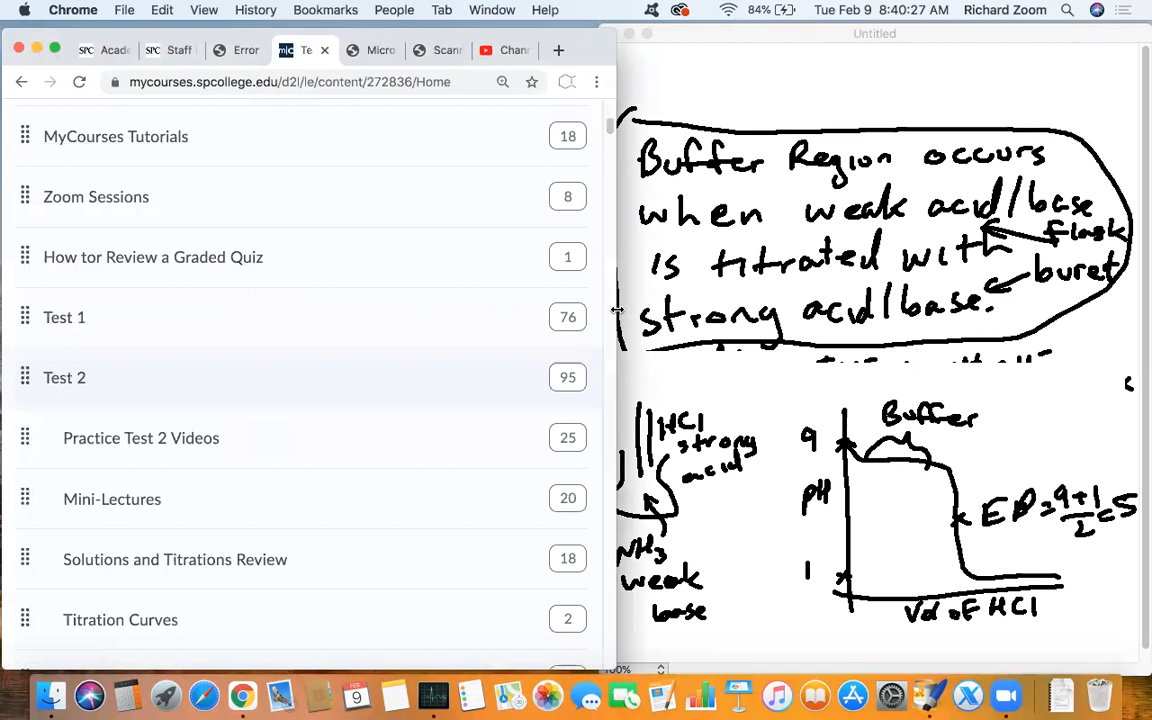 Chrome File Edit View History Bookmarks People Tab Window Help 84% Tue Feb 9 8:40:27 AM Richard Zoom
Untitled
SPC Acade SPC Staff Error Te Micro Scann Chann
mycourses.spcollege.edu/d2l/le/content/272836/Home
MyCourses Tutorials 18
Zoom Sessions 8
How tor Review a Graded Quiz 1
Test 1 76
Test 2 95
Practice Test 2 Videos 25
Mini-Lectures 20
Solutions and Titrations Review 18
Titration Curves 2
Buffer Region occurs
when weak acid/base
flask
is titrated with
buret
strong acid/base.
HCl
strong
acid
NH3
weak
base
Buffer
9
pH
EP=9+1/2=5
1
Vol of HCl
100%